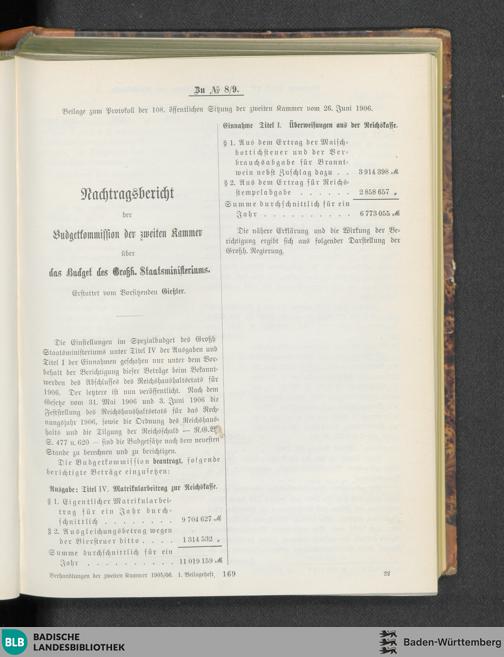 Zu № 8/9.
Beilage zum Protokoll der 108. öffentlichen Sitzung der zweiten Kammer vom 26. Juni 1906.
Nachtragsbericht
der
Budgetkommission der zweiten Kammer
über
das Budget des Großh. Staatsministeriums.
Erstattet vom Vorsitzenden Gießler.
Die Einstellungen im Spezialbudget des Großh.
Staatsministeriums unter Titel IV der Ausgaben und
Titel I der Einnahmen geschahen nur unter dem Vor-
behalt der Berichtigung dieser Beträge beim Bekannt-
werden des Abschlusses des Reichshaushaltsetats für
1906. Der letztere ist nun veröffentlicht. Nach dem
Gesetze vom 31. Mai 1906 und 3. Juni 1906 die
Feststellung des Reichshaushaltsetats für das Rech-
nungsjahr 1906, sowie die Ordnung des Reichshaus-
halts und die Tilgung der Reichsschuld — R.G.Bl.
S. 477 u. 620 — sind die Budgetsätze nach dem neuesten
Stande zu berechnen und zu berichtigen.
Die Budgetkommission beantragt, folgende
berichtigte Beträge einzusetzen:
Ausgabe: Titel IV. Matrikularbeitrag zur Reichskasse.
§ 1. Eigentlicher Matrikularbei-
trag für ein Jahr durch-
schnittlich . . . . . . . . 9 704 627 ℳ
§ 2. Ausgleichungsbetrag wegen
der Biersteuer ditto . . . . 1 314 532 „
Summe durchschnittlich für ein
Jahr . . . . . . . . . . 11 019 159 ℳ
Einnahme Titel I. Überweisungen aus der Reichskasse.
§ 1. Aus dem Ertrag der Maisch-
bottichsteuer und der Ver-
brauchsabgabe für Brannt-
wein nebst Zuschlag dazu . . 3 914 398 ℳ
§ 2. Aus dem Ertrag für Reichs-
stempelabgabe . . . . . . . 2 858 657 „
Summe durchschnittlich für ein
Jahr . . . . . . . . . . 6 773 055 ℳ
Die nähere Erklärung und die Wirkung der Be-
richtigung ergibt sich aus folgender Darstellung der
Großh. Regierung.
Verhandlungen der zweiten Kammer 1905/06. 1. Beilageheft. 169
22
BLB
BADISCHE
LANDESBIBLIOTHEK
Baden-Württemberg